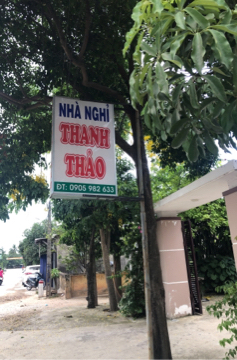 NHÀ NGHỈ
THANH
THẢO
ĐT: 0905 982 633